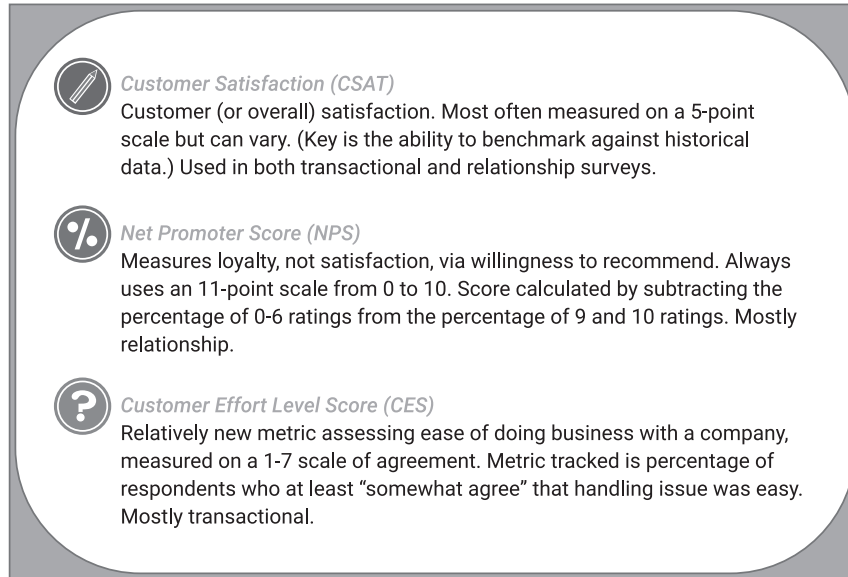 Customer Satisfaction (CSAT)
Customer (or overall) satisfaction. Most often measured on a 5-point
scale but can vary. (Key is the ability to benchmark against historical
data.) Used in both transactional and relationship surveys.
%
Net Promoter Score (NPS)
Measures loyalty, not satisfaction, via willingness to recommend. Always
uses an 11-point scale from 0 to 10. Score calculated by subtracting the
percentage of 0-6 ratings from the percentage of 9 and 10 ratings. Mostly
relationship.
?
Customer Effort Level Score (CES)
Relatively new metric assessing ease of doing business with a company,
measured on a 1-7 scale of agreement. Metric tracked is percentage of
respondents who at least “somewhat agree” that handling issue was easy.
Mostly transactional.